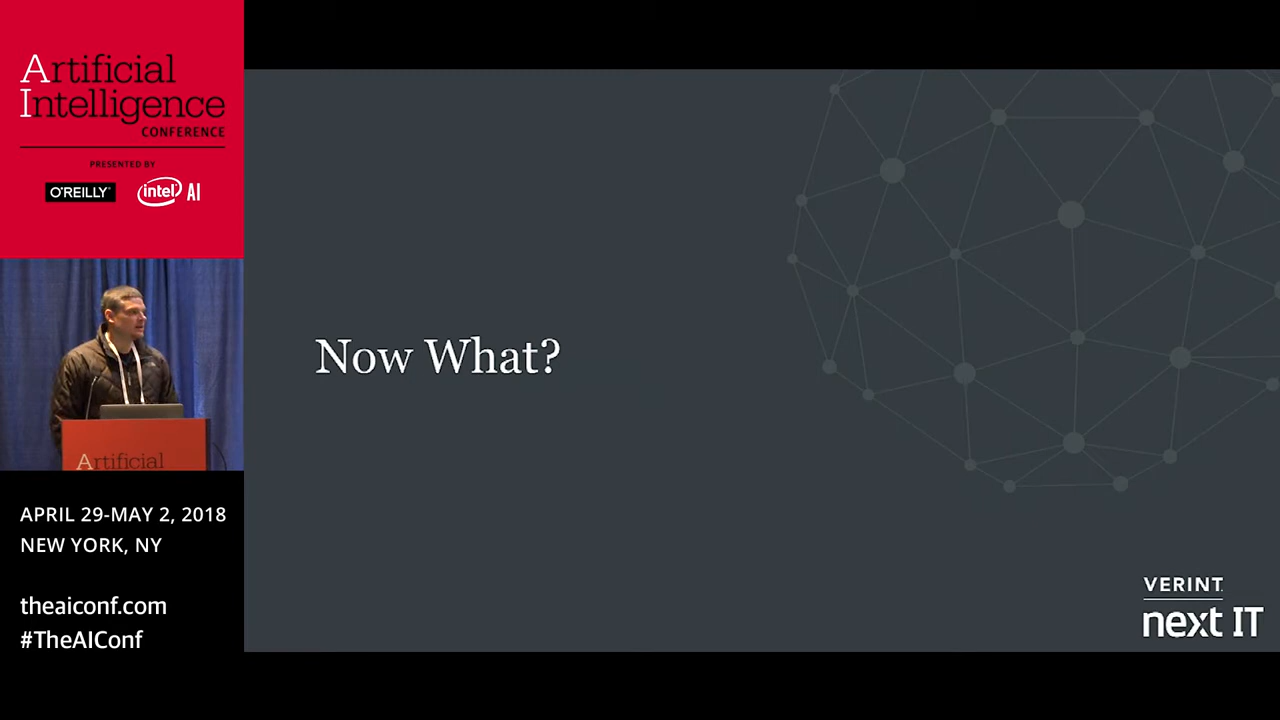 Artificial
Intelligence
CONFERENCE
PRESENTED BY
O'REILLY
intel AI
Artificial
APRIL 29-MAY 2, 2018
NEW YORK, NY
theaiconf.com
#TheAIConf
Now What?
VERINT
next IT